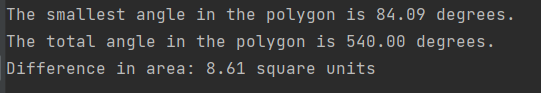 The smallest angle in the polygon is 84.09 degrees.
The total angle in the polygon is 540.00 degrees.
Difference in area: 8.61 square units